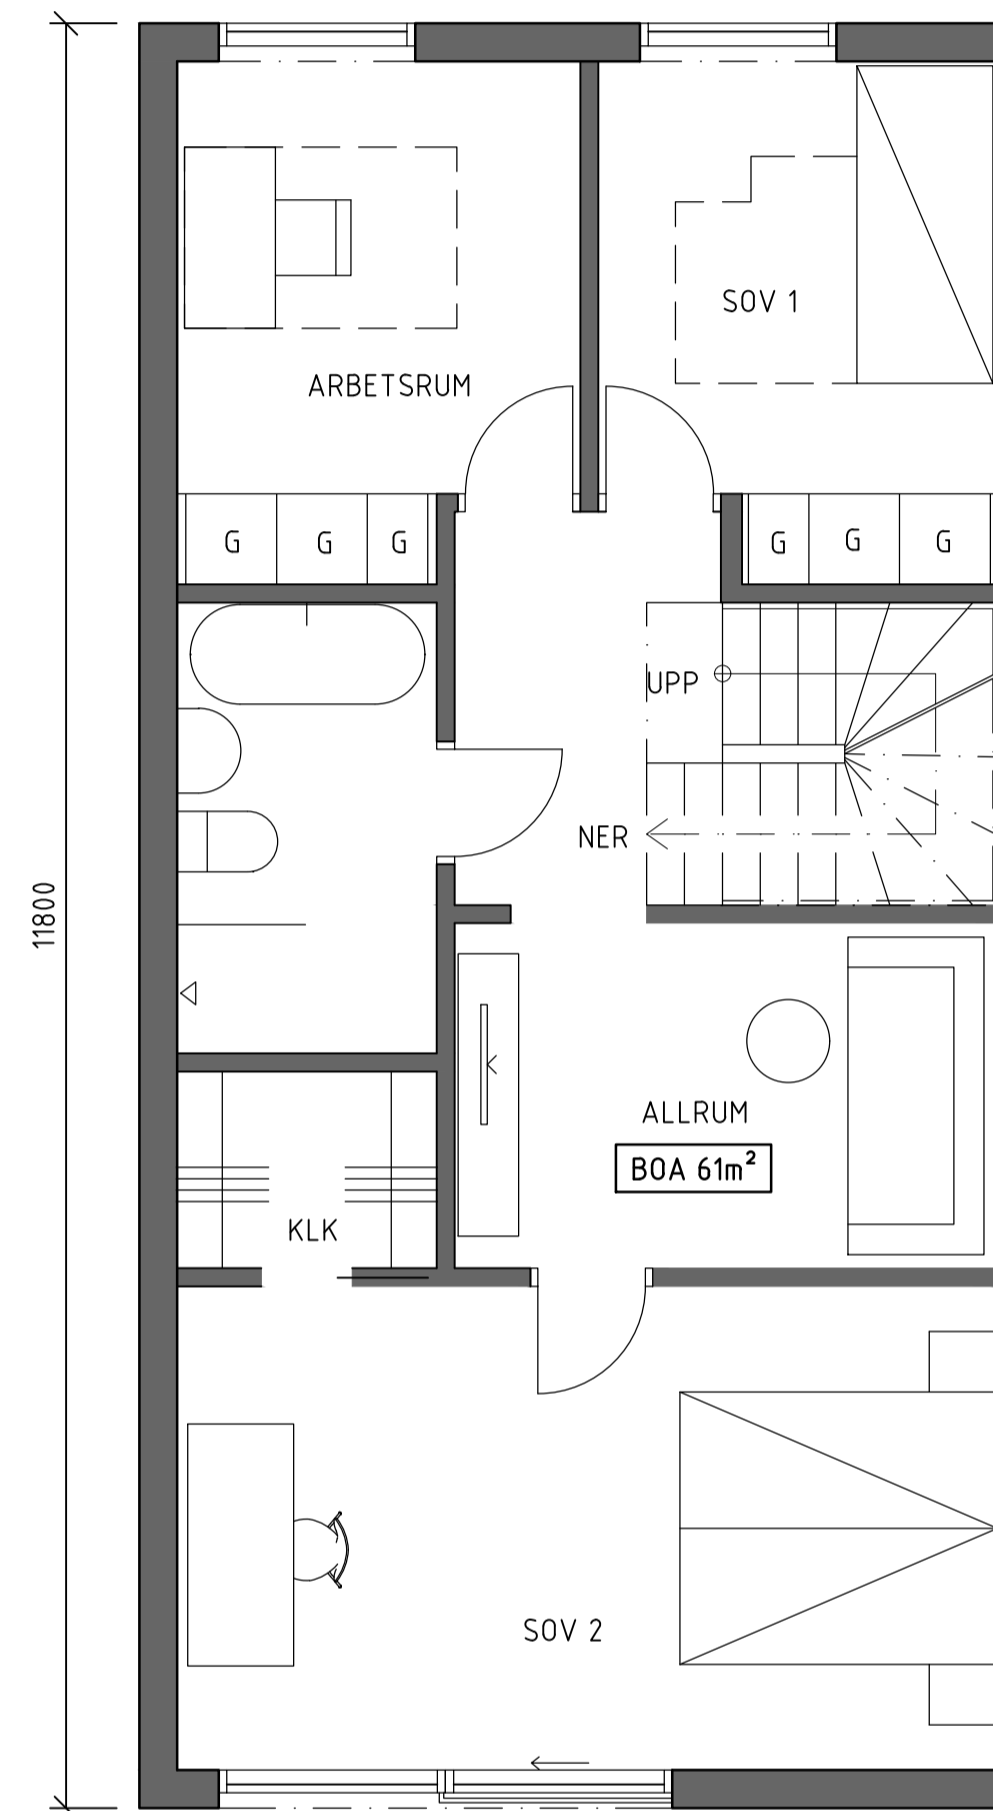 SOV 1
ARBETSRUM
G G G
G G G
UPP
NER
11800
ALLRUM
BOA 61m²
KLK
SOV 2